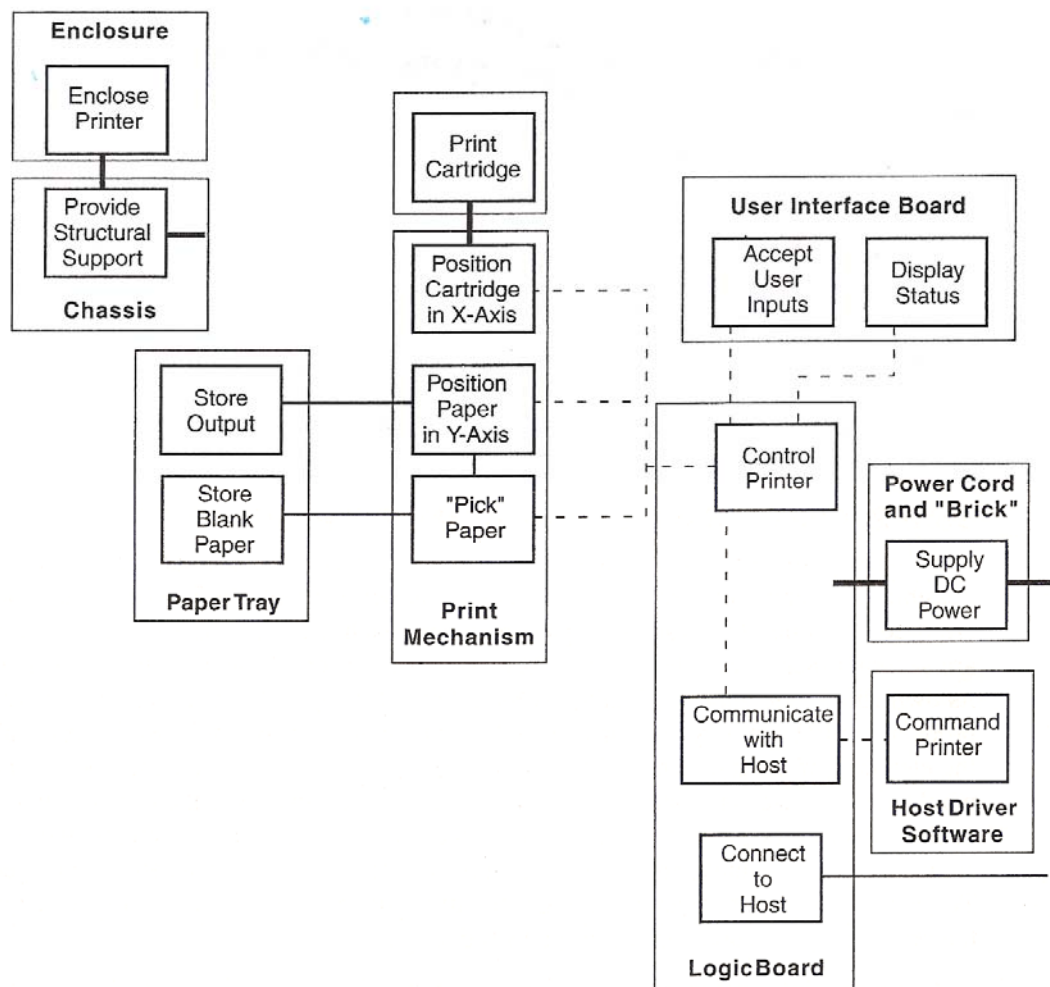 Enclosure
Enclose
Printer
Provide
Structural
Support
Chassis
Print
Cartridge
Position
Cartridge
in X-Axis
Position
Paper
in Y-Axis
"Pick"
Paper
Print
Mechanism
Store
Output
Store
Blank
Paper
Paper Tray
User Interface Board
Accept
User
Inputs
Display
Status
Control
Printer
Communicate
with
Host
Connect
to
Host
Logic Board
Power Cord
and "Brick"
Supply
DC
Power
Command
Printer
Host Driver
Software